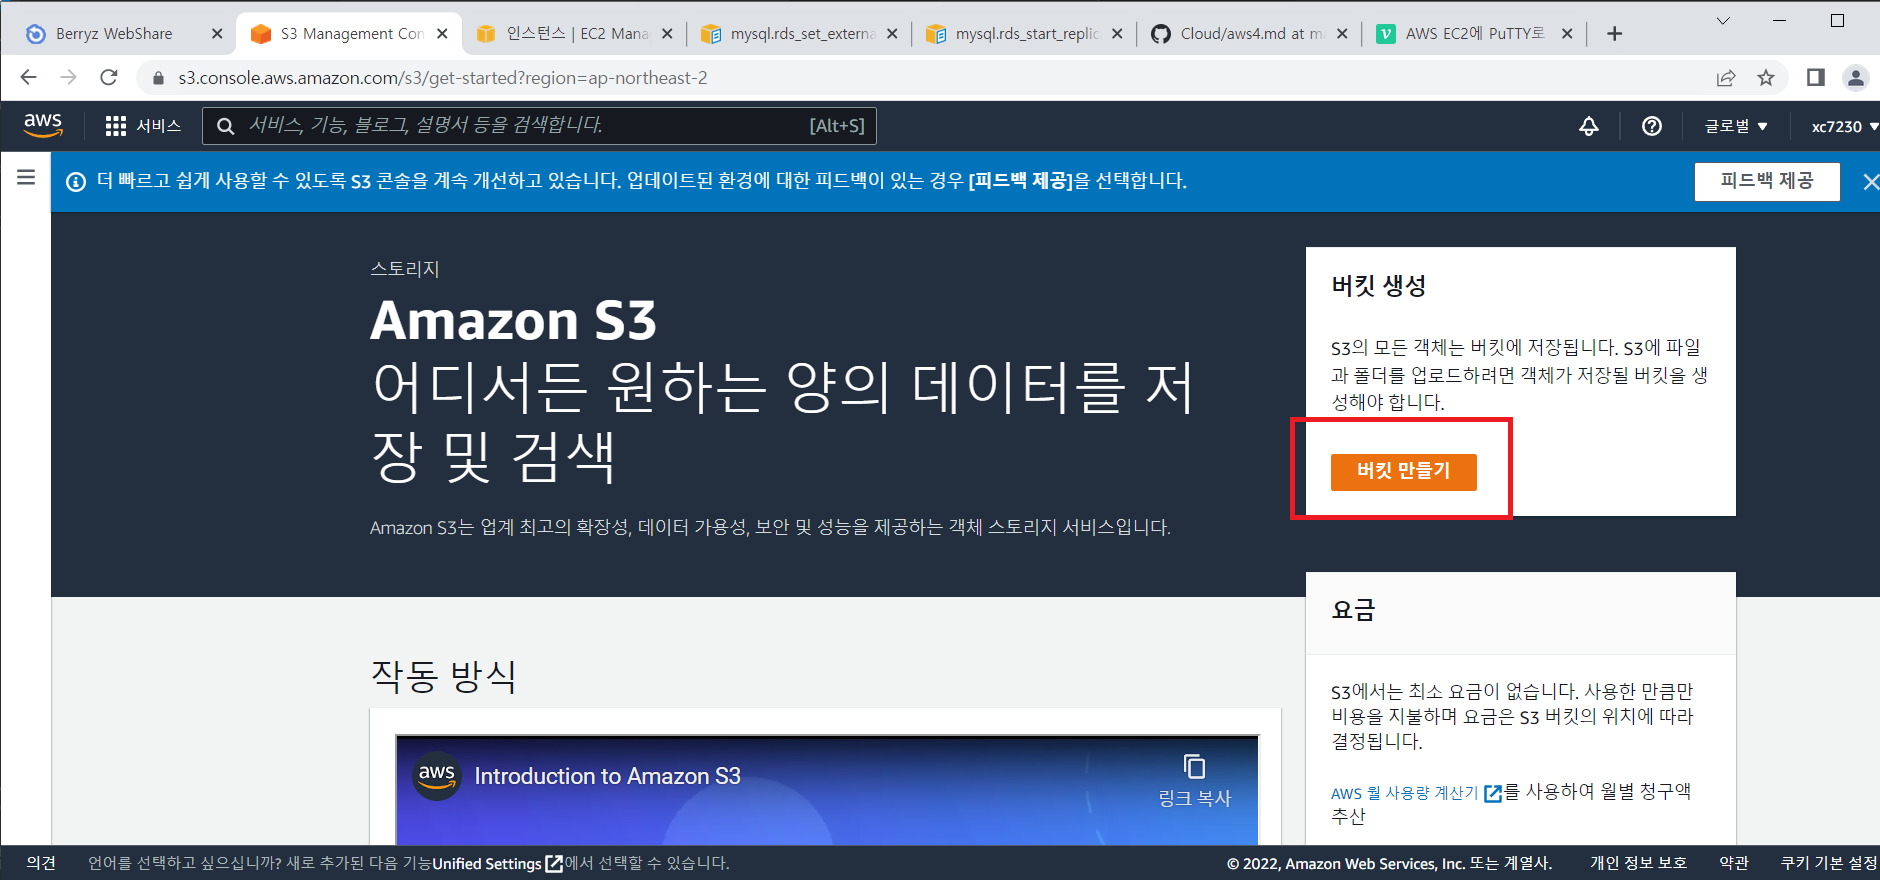 Berryz WebShare
S3 Management Con
인스턴스 | EC2 Mana
mysql.rds_set_externa
mysql.rds_start_replic
Cloud/aws4.md at m
AWS EC2에 PuTTY로
s3.console.aws.amazon.com/s3/get-started?region=ap-northeast-2
aws
서비스
서비스, 기능, 블로그, 설명서 등을 검색합니다.
[Alt+S]
글로벌
xc7230
더 빠르고 쉽게 사용할 수 있도록 S3 콘솔을 계속 개선하고 있습니다. 업데이트된 환경에 대한 피드백이 있는 경우 [피드백 제공]을 선택합니다.
피드백 제공
스토리지
Amazon S3
어디서든 원하는 양의 데이터를 저
장 및 검색
Amazon S3는 업계 최고의 확장성, 데이터 가용성, 보안 및 성능을 제공하는 객체 스토리지 서비스입니다.
버킷 생성
S3의 모든 객체는 버킷에 저장됩니다. S3에 파일
과 폴더를 업로드하려면 객체가 저장될 버킷을 생
성해야 합니다.
버킷 만들기
요금
S3에서는 최소 요금이 없습니다. 사용한 만큼만
비용을 지불하며 요금은 S3 버킷의 위치에 따라
결정됩니다.
AWS 월 사용량 계산기를 사용하여 월별 청구액
추산
작동 방식
aws
Introduction to Amazon S3
링크 복사
의견
언어를 선택하고 싶으십니까? 새로 추가된 다음 기능Unified Settings에서 선택할 수 있습니다.
© 2022, Amazon Web Services, Inc. 또는 계열사.
개인 정보 보호
약관
쿠키 기본 설정